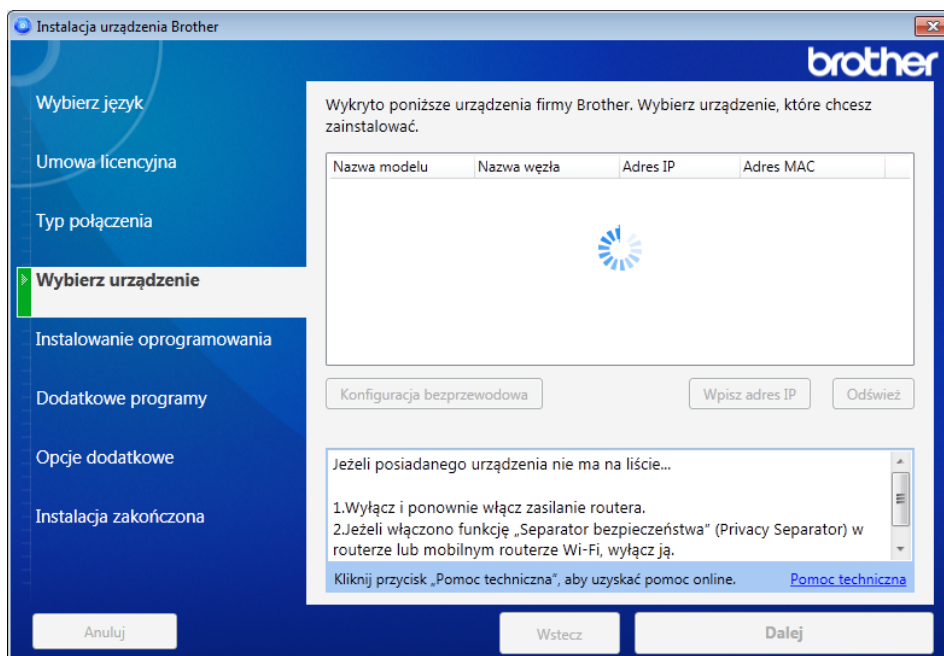 Instalacja urządzenia Brother
brother
Wybierz język
Umowa licencyjna
Typ połączenia
Wybierz urządzenie
Instalowanie oprogramowania
Dodatkowe programy
Opcje dodatkowe
Instalacja zakończona
Wykryto poniższe urządzenia firmy Brother. Wybierz urządzenie, które chcesz
zainstalować.
Nazwa modelu Nazwa węzła Adres IP Adres MAC
Konfiguracja bezprzewodowa Wpisz adres IP Odśwież
Jeżeli posiadanego urządzenia nie ma na liście...
1.Wyłącz i ponownie włącz zasilanie routera.
2.Jeżeli włączono funkcję „Separator bezpieczeństwa” (Privacy Separator) w
routerze lub mobilnym routerze Wi-Fi, wyłącz ją.
Kliknij przycisk „Pomoc techniczna”, aby uzyskać pomoc online. Pomoc techniczna
Anuluj Wstecz Dalej